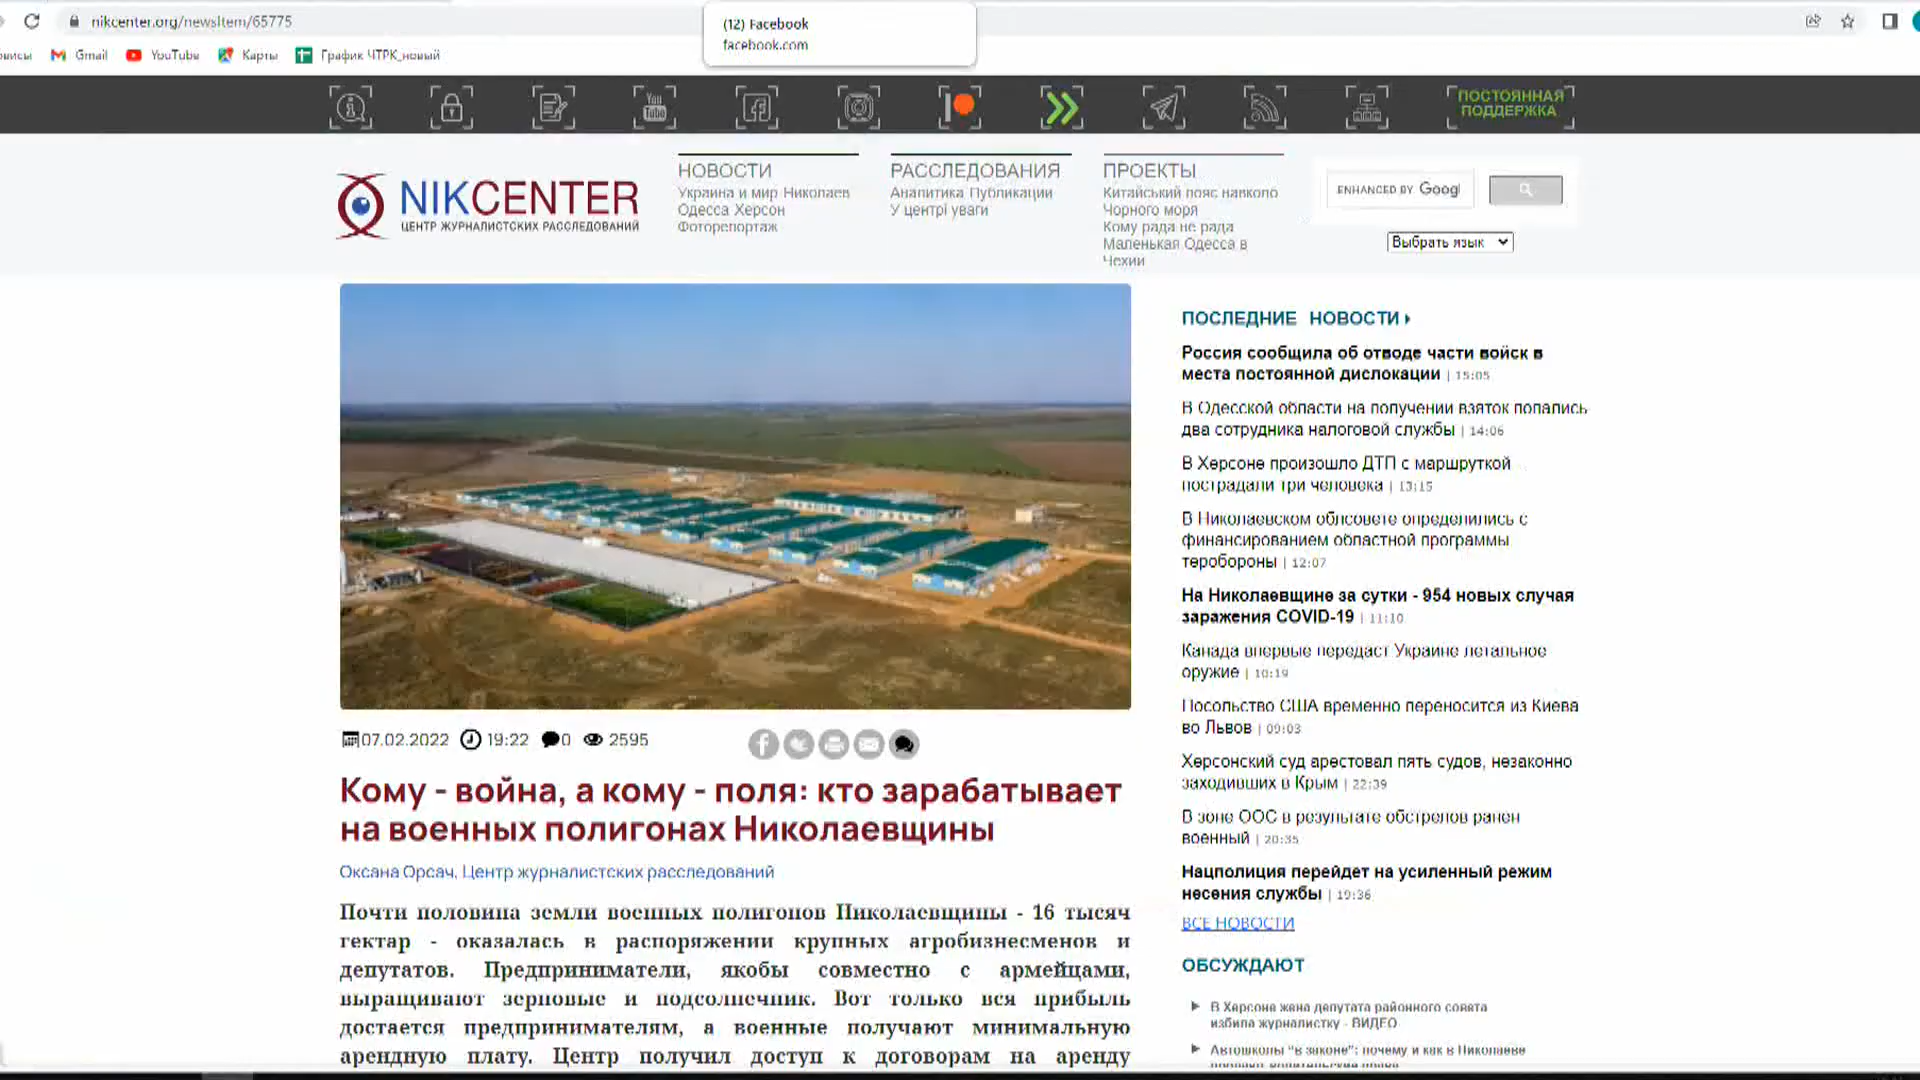 nikcenter.org/newsItem/65775
(12) Facebook
facebook.com
Gmail
YouTube
Карты
График ЧТРК_новый
ПОСТОЯННАЯ
ПОДДЕРЖКА
NIKCENTER
ЦЕНТР ЖУРНАЛИСТСКИХ РАССЛЕДОВАНИЙ
НОВОСТИ
Украина и мир Николаев
Одесса Херсон
Фоторепортаж
РАССЛЕДОВАНИЯ
Аналитика Публикации
У центрі уваги
ПРОЕКТЫ
Китайський пояс навколо
Чорного моря
Кому рада не рада
Маленькая Одесса в
Чехии
ENHANCED BY Googl
Выбрать язык
07.02.2022 19:22 0 2595
Кому - война, а кому - поля: кто зарабатывает
на военных полигонах Николаевщины
Оксана Орсач, Центр журналистских расследований
Почти половина земли военных полигонов Николаевщины - 16 тысяч
гектар - оказалась в распоряжении крупных агробизнесменов и
депутатов. Предприниматели, якобы совместно с армейцами,
выращивают зерновые и подсолнечник. Вот только вся прибыль
достается предпринимателям, а военные получают минимальную
арендную плату. Центр получил доступ к договорам на аренду
ПОСЛЕДНИЕ НОВОСТИ
Россия сообщила об отводе части войск в
места постоянной дислокации | 15:05
В Одесской области на получении взяток попались
два сотрудника налоговой службы | 14:06
В Херсоне произошло ДТП с маршруткой
пострадали три человека | 13:15
В Николаевском облсовете определились с
финансированием областной программы
теробороны | 12:07
На Николаевщине за сутки - 954 новых случая
заражения COVID-19 | 11:10
Канада впервые передаст Украине летальное
оружие | 10:19
Посольство США временно переносится из Киева
во Львов | 09:03
Херсонский суд арестовал пять судов, незаконно
заходивших в Крым | 22:39
В зоне ООС в результате обстрелов ранен
военный | 20:35
Нацполиция перейдет на усиленный режим
несения службы | 19:36
ВСЕ НОВОСТИ
ОБСУЖДАЮТ
В Херсоне жена депутата районного совета
избила журналистку - ВИДЕО
Автошколы "в законе": почему и как в Николаеве